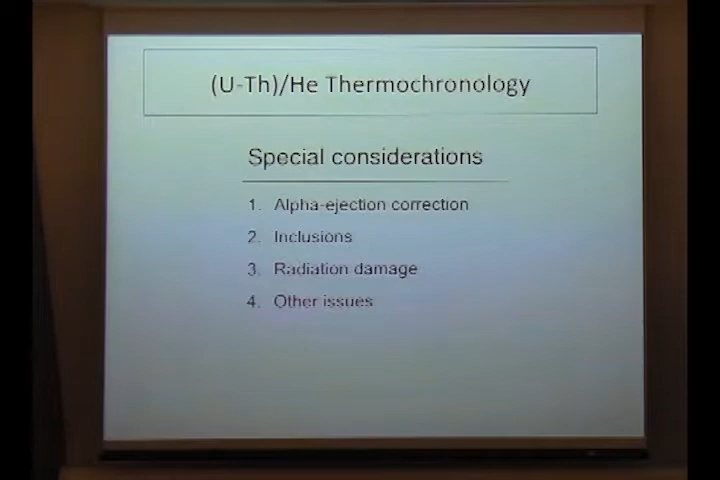 (U-Th)/He Thermochronology
Special considerations
1. Alpha-ejection correction
2. Inclusions
3. Radiation damage
4. Other issues